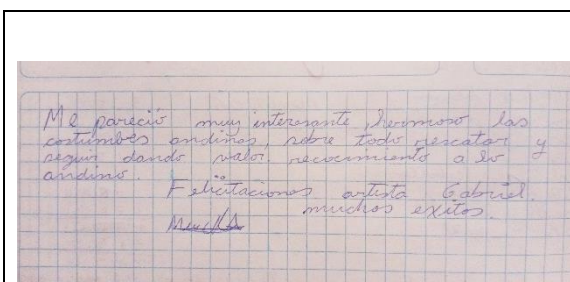 Me pareció muy interesante, hermoso las
costumbres andinas, sobre todo rescatar y
seguir dando valor. reconocimiento a lo
andino.
Felicitaciones artista Gabriel.
muchos exitos.